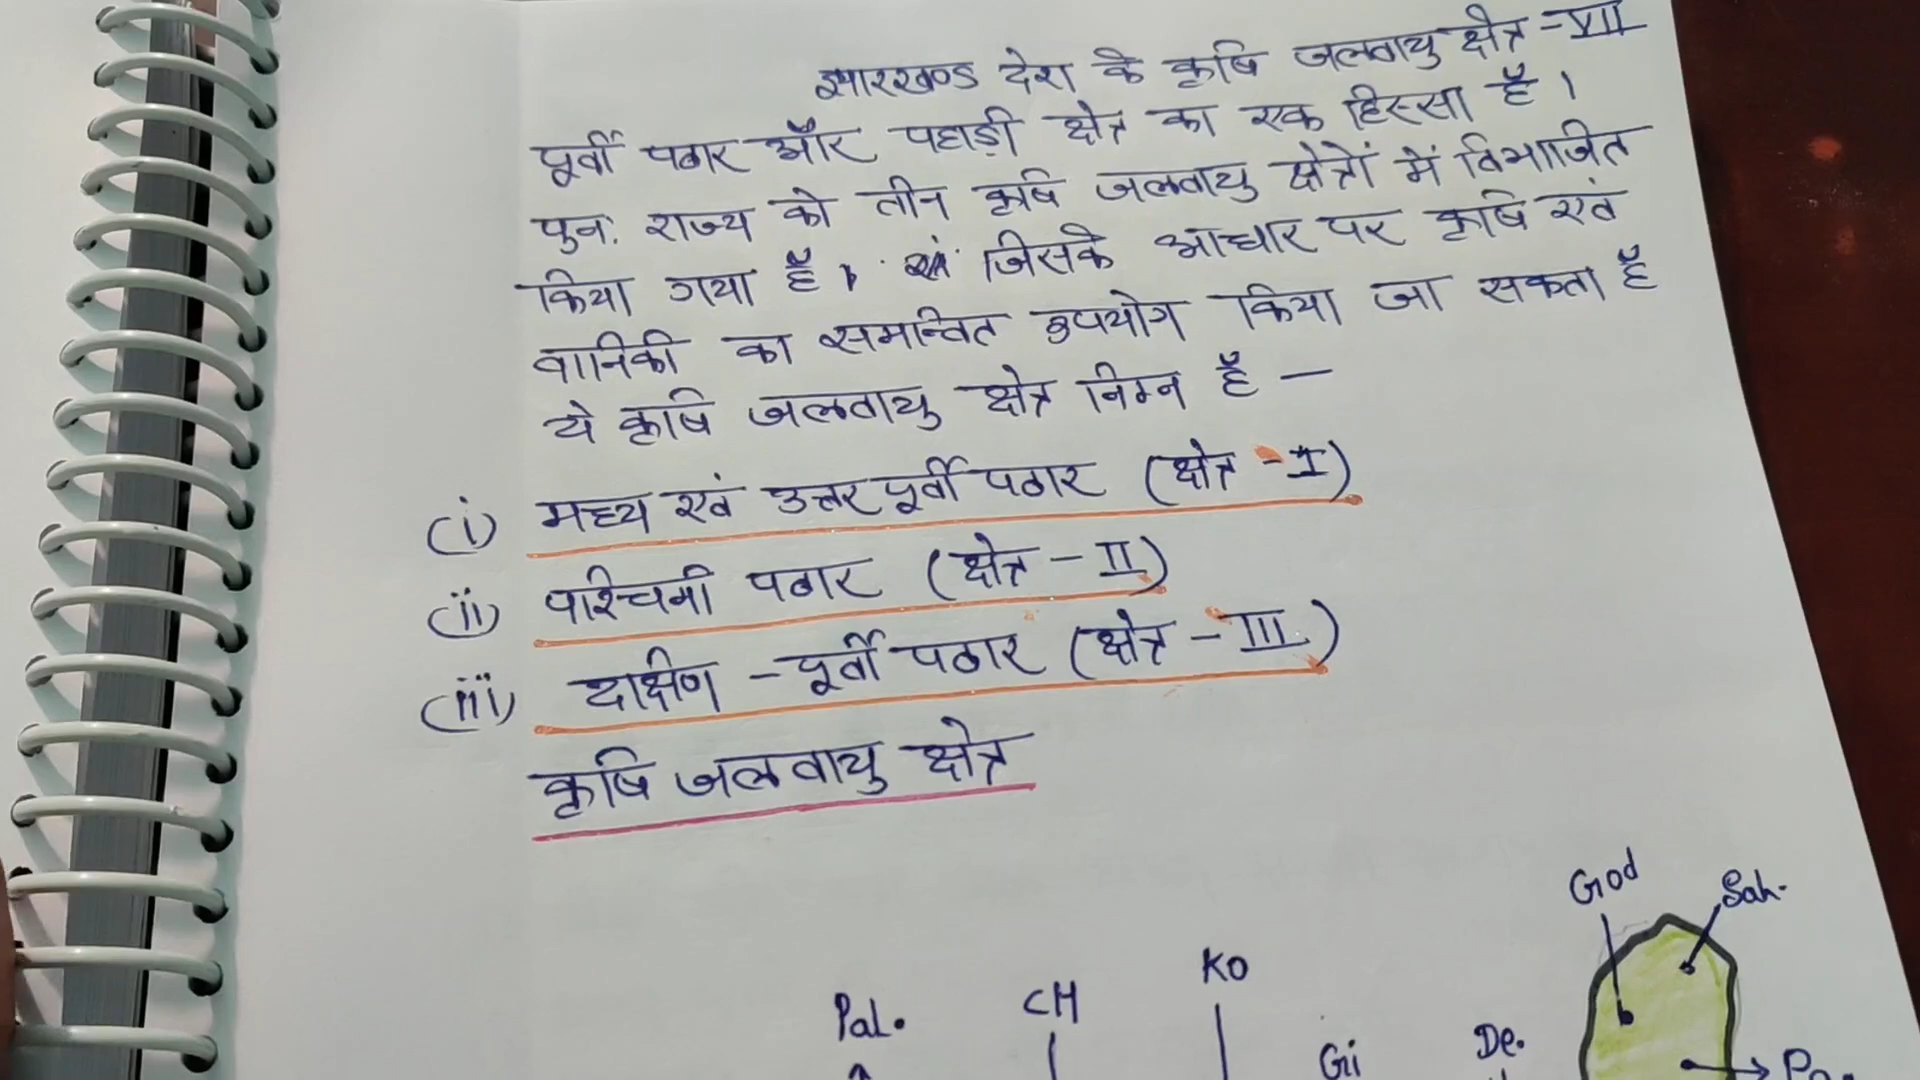 झारखण्ड देश के कृषि जलवायु क्षेत्र - VII
पूर्वी पठार और पहाड़ी क्षेत्र का एक हिस्सा है।
पुन: राज्य को तीन कृषि जलवायु क्षेत्रों में विभाजित
किया गया है। जिसके आधार पर कृषि एवं
वानिकी का समन्वित उपयोग किया जा सकता है
ये कृषि जलवायु क्षेत्र निम्न है —
(i) मध्य एवं उत्तर पूर्वी पठार (क्षेत्र - I)
(ii) पश्चिमी पठार (क्षेत्र - II)
(iii) दक्षिण - पूर्वी पठार (क्षेत्र - III)
कृषि जलवायु क्षेत्र
God Sah.
Pal. CH KO Gi De.